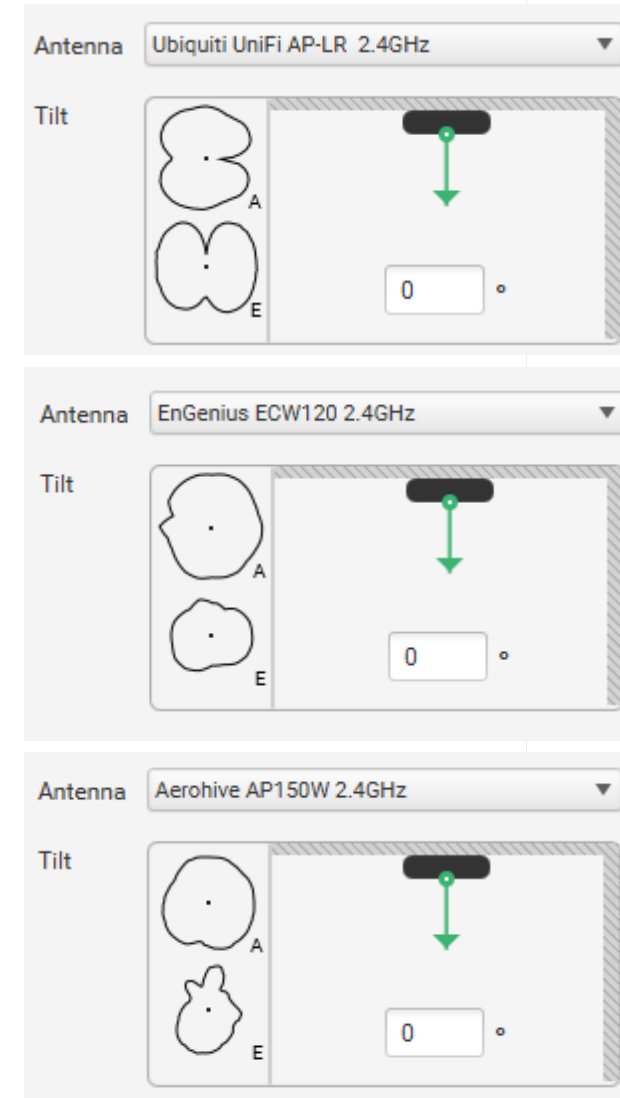 Antenna Ubiquiti UniFi AP-LR 2.4GHz
Tilt
A
E
0 °
Antenna EnGenius ECW120 2.4GHz
Tilt
A
E
0 °
Antenna Aerohive AP150W 2.4GHz
Tilt
A
E
0 °